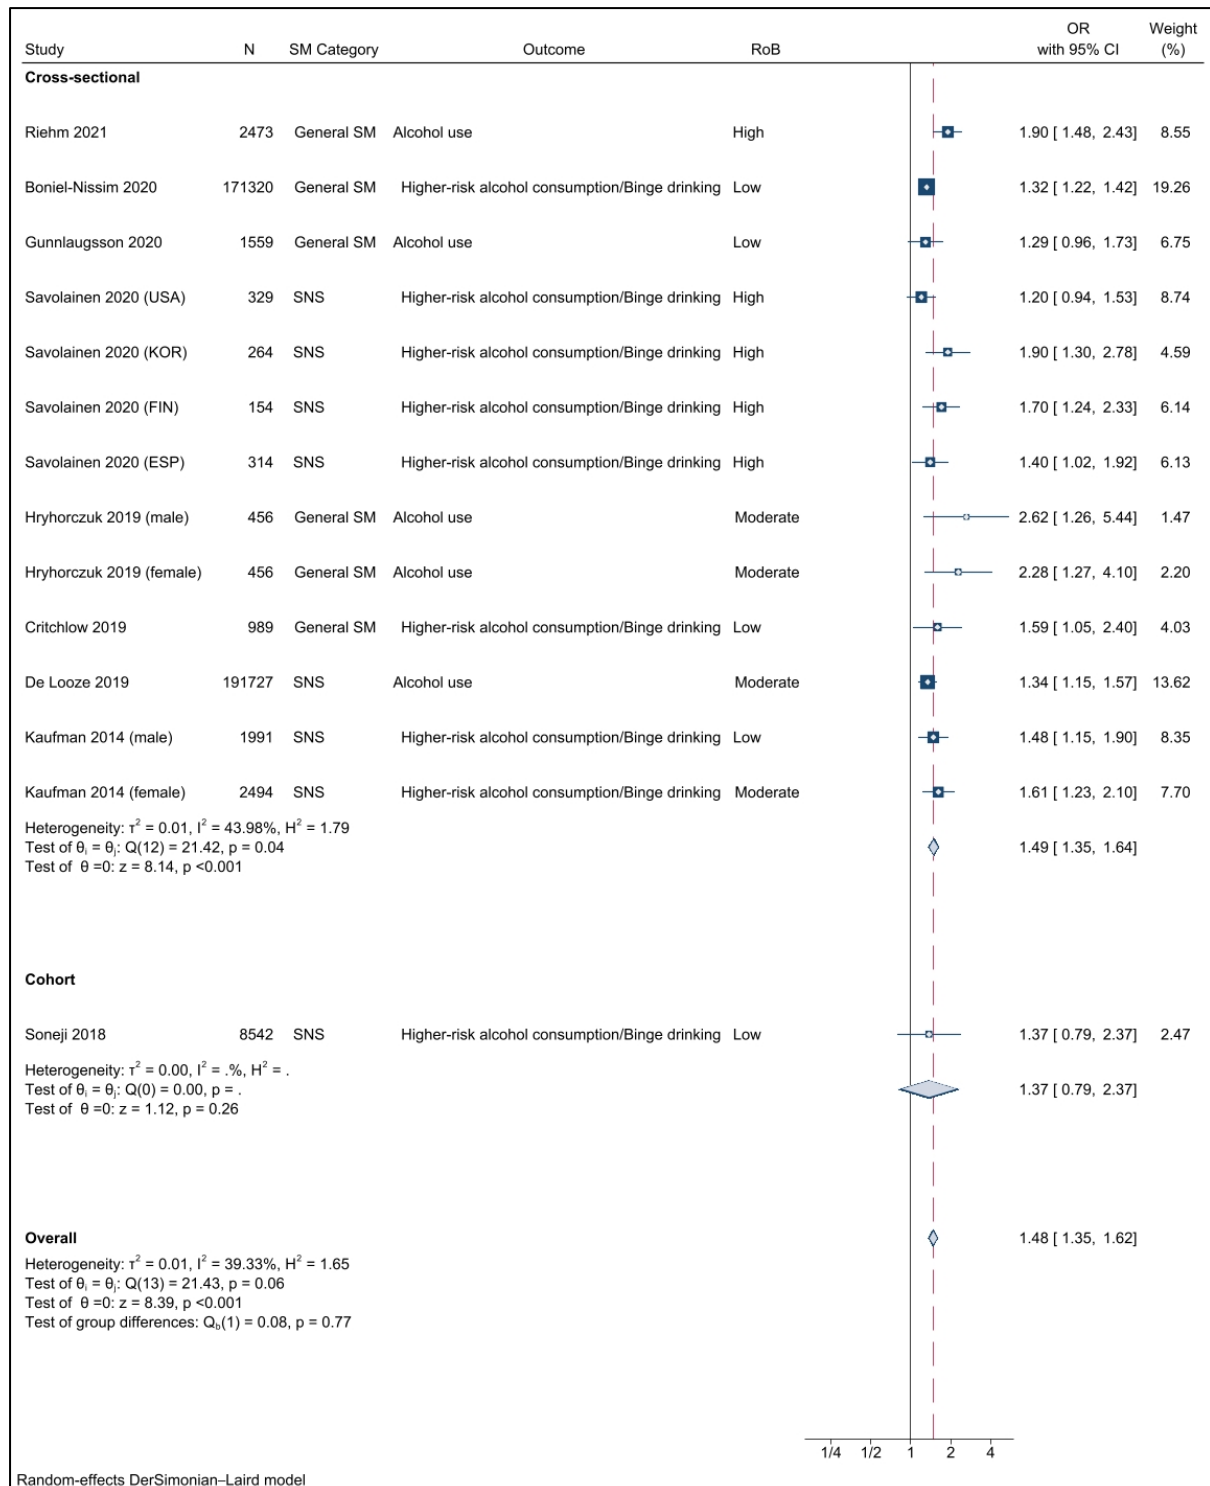 Study N SM Category Outcome RoB OR with 95% CI Weight (%)
Cross-sectional
Riehm 2021 2473 General SM Alcohol use High 1.90 [ 1.48, 2.43] 8.55
Boniel-Nissim 2020 171320 General SM Higher-risk alcohol consumption/Binge drinking Low 1.32 [ 1.22, 1.42] 19.26
Gunnlaugsson 2020 1559 General SM Alcohol use Low 1.29 [ 0.96, 1.73] 6.75
Savolainen 2020 (USA) 329 SNS Higher-risk alcohol consumption/Binge drinking High 1.20 [ 0.94, 1.53] 8.74
Savolainen 2020 (KOR) 264 SNS Higher-risk alcohol consumption/Binge drinking High 1.90 [ 1.30, 2.78] 4.59
Savolainen 2020 (FIN) 154 SNS Higher-risk alcohol consumption/Binge drinking High 1.70 [ 1.24, 2.33] 6.14
Savolainen 2020 (ESP) 314 SNS Higher-risk alcohol consumption/Binge drinking High 1.40 [ 1.02, 1.92] 6.13
Hryhorczuk 2019 (male) 456 General SM Alcohol use Moderate 2.62 [ 1.26, 5.44] 1.47
Hryhorczuk 2019 (female) 456 General SM Alcohol use Moderate 2.28 [ 1.27, 4.10] 2.20
Critchlow 2019 989 General SM Higher-risk alcohol consumption/Binge drinking Low 1.59 [ 1.05, 2.40] 4.03
De Looze 2019 191727 SNS Alcohol use Moderate 1.34 [ 1.15, 1.57] 13.62
Kaufman 2014 (male) 1991 SNS Higher-risk alcohol consumption/Binge drinking Low 1.48 [ 1.15, 1.90] 8.35
Kaufman 2014 (female) 2494 SNS Higher-risk alcohol consumption/Binge drinking Moderate 1.61 [ 1.23, 2.10] 7.70
Heterogeneity: τ² = 0.01, I² = 43.98%, H² = 1.79
Test of θᵢ = θⱼ: Q(12) = 21.42, p = 0.04 1.49 [ 1.35, 1.64]
Test of θ =0: z = 8.14, p <0.001
Cohort
Soneji 2018 8542 SNS Higher-risk alcohol consumption/Binge drinking Low 1.37 [ 0.79, 2.37] 2.47
Heterogeneity: τ² = 0.00, I² = .%, H² = .
Test of θᵢ = θⱼ: Q(0) = 0.00, p = . 1.37 [ 0.79, 2.37]
Test of θ =0: z = 1.12, p = 0.26
Overall 1.48 [ 1.35, 1.62]
Heterogeneity: τ² = 0.01, I² = 39.33%, H² = 1.65
Test of θᵢ = θⱼ: Q(13) = 21.43, p = 0.06
Test of θ =0: z = 8.39, p <0.001
Test of group differences: Q_b(1) = 0.08, p = 0.77
1/4 1/2 1 2 4
Random-effects DerSimonian–Laird model